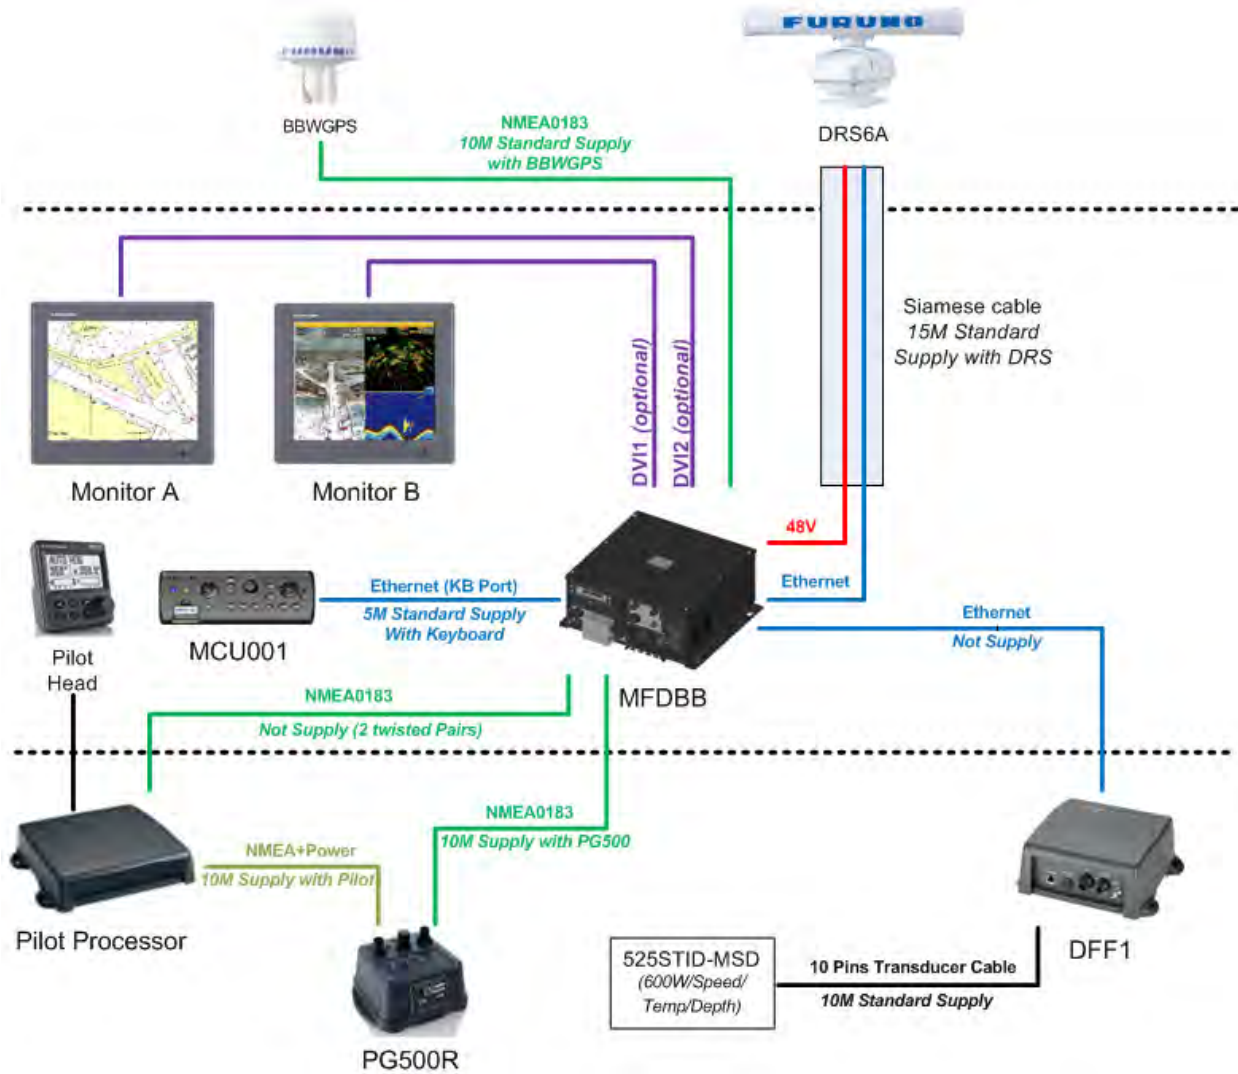 FURUNO
FURUNO
BBWGPS
DRS6A
NMEA0183
10M Standard Supply
with BBWGPS
Siamese cable
15M Standard
Supply with DRS
DVI1 (optional)
DVI2 (optional)
Monitor A
Monitor B
48V
Ethernet
Ethernet (KB Port)
5M Standard Supply
With Keyboard
Ethernet
Not Supply
Pilot
Head
MCU001
MFDBB
NMEA0183
Not Supply (2 twisted Pairs)
NMEA0183
10M Supply with PG500
NMEA+Power
10M Supply with Pilot
Pilot Processor
PG500R
525STID-MSD
(600W/Speed/
Temp/Depth)
10 Pins Transducer Cable
10M Standard Supply
DFF1